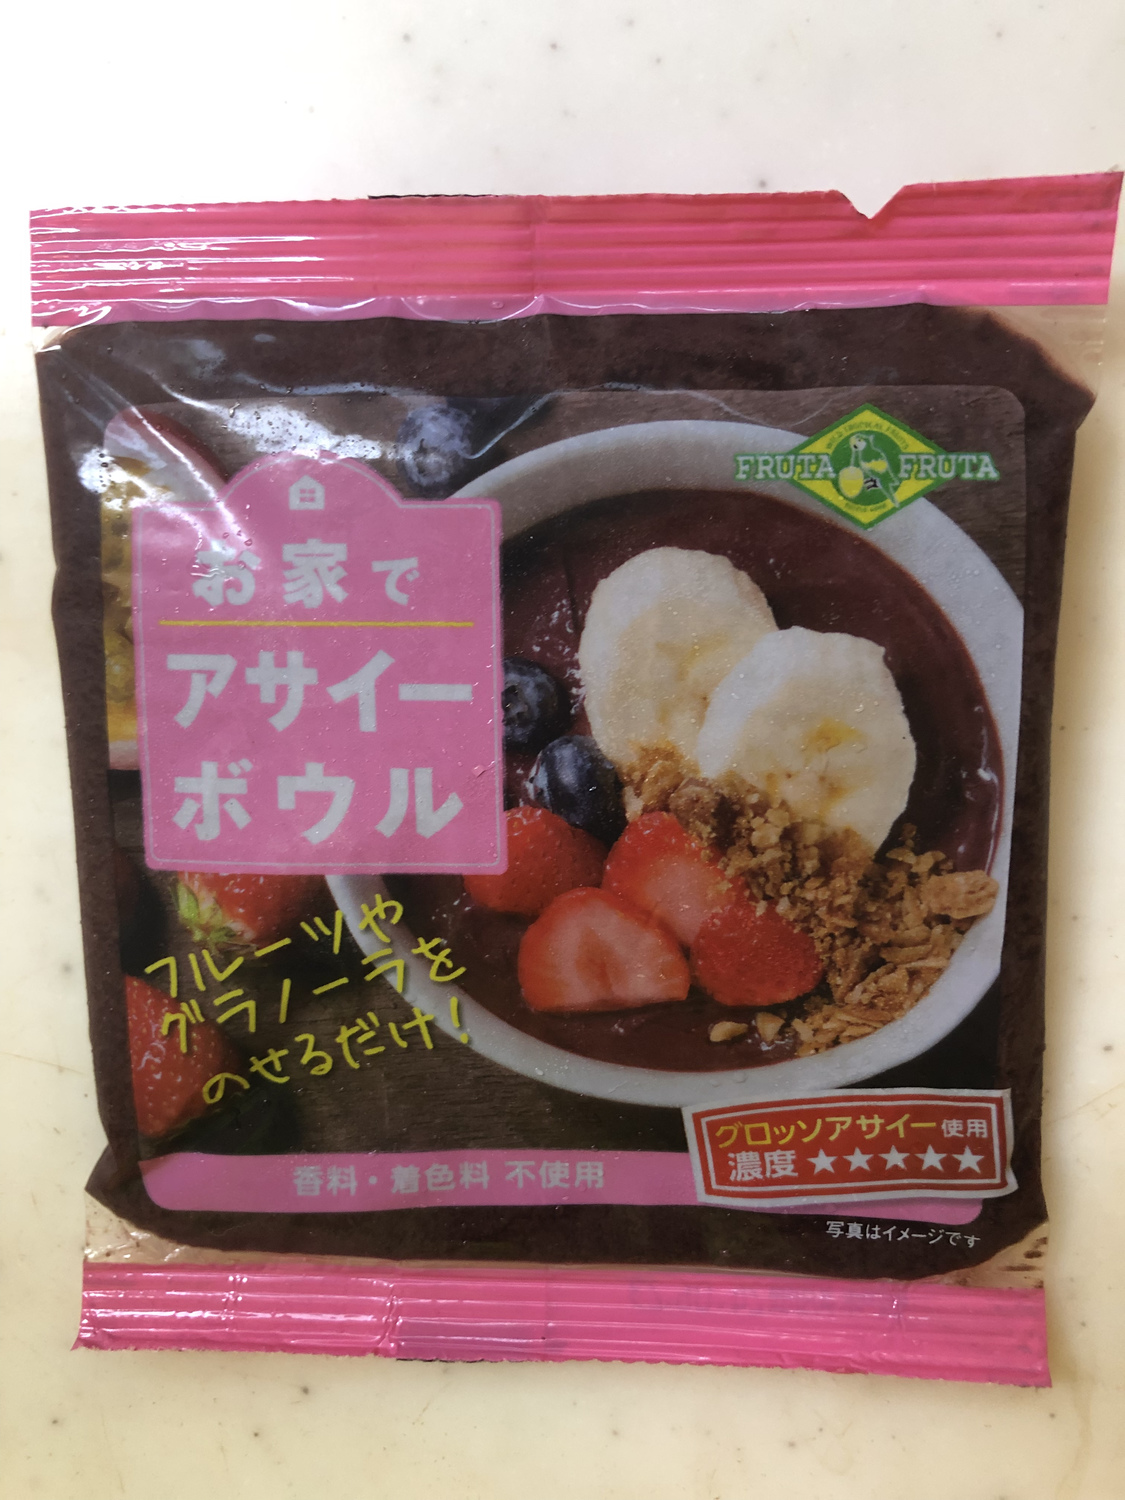 FRUTA FRUTA
お家で
アサイー
ボウル
フルーツや
グラノーラを
のせるだけ！
グロッソアサイー使用
濃度★★★★★
香料・着色料 不使用
写真はイメージです